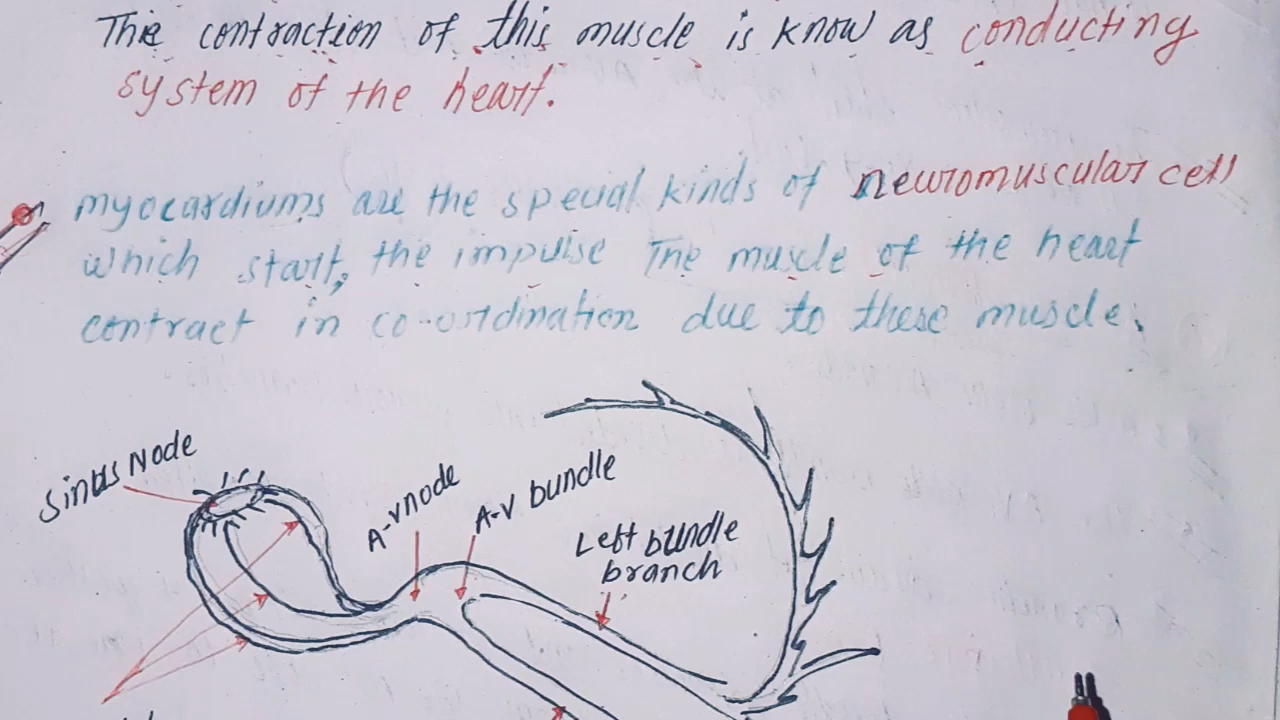 The contraction of this muscle is know as conducting
system of the heart.
myocardiums are the special kinds of neuromuscular cell
which start, the impulse The muscle of the heart
contract in co-ordination due to these muscle.
Sinus Node
A-v node
A-V bundle
Left bundle
branch